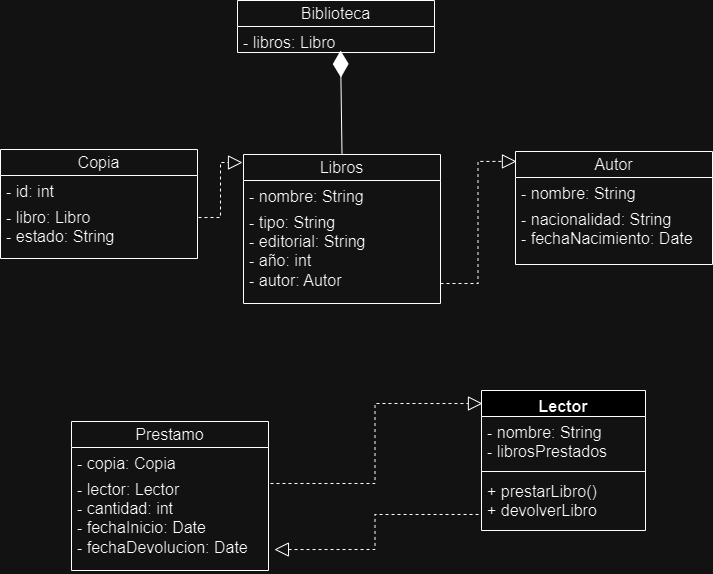 Biblioteca
- libros: Libro
Copia
- id: int
- libro: Libro
- estado: String
Libros
- nombre: String
- tipo: String
- editorial: String
- año: int
- autor: Autor
Autor
- nombre: String
- nacionalidad: String
- fechaNacimiento: Date
Prestamo
- copia: Copia
- lector: Lector
- cantidad: int
- fechaInicio: Date
- fechaDevolucion: Date
Lector
- nombre: String
- librosPrestados
+ prestarLibro()
+ devolverLibro